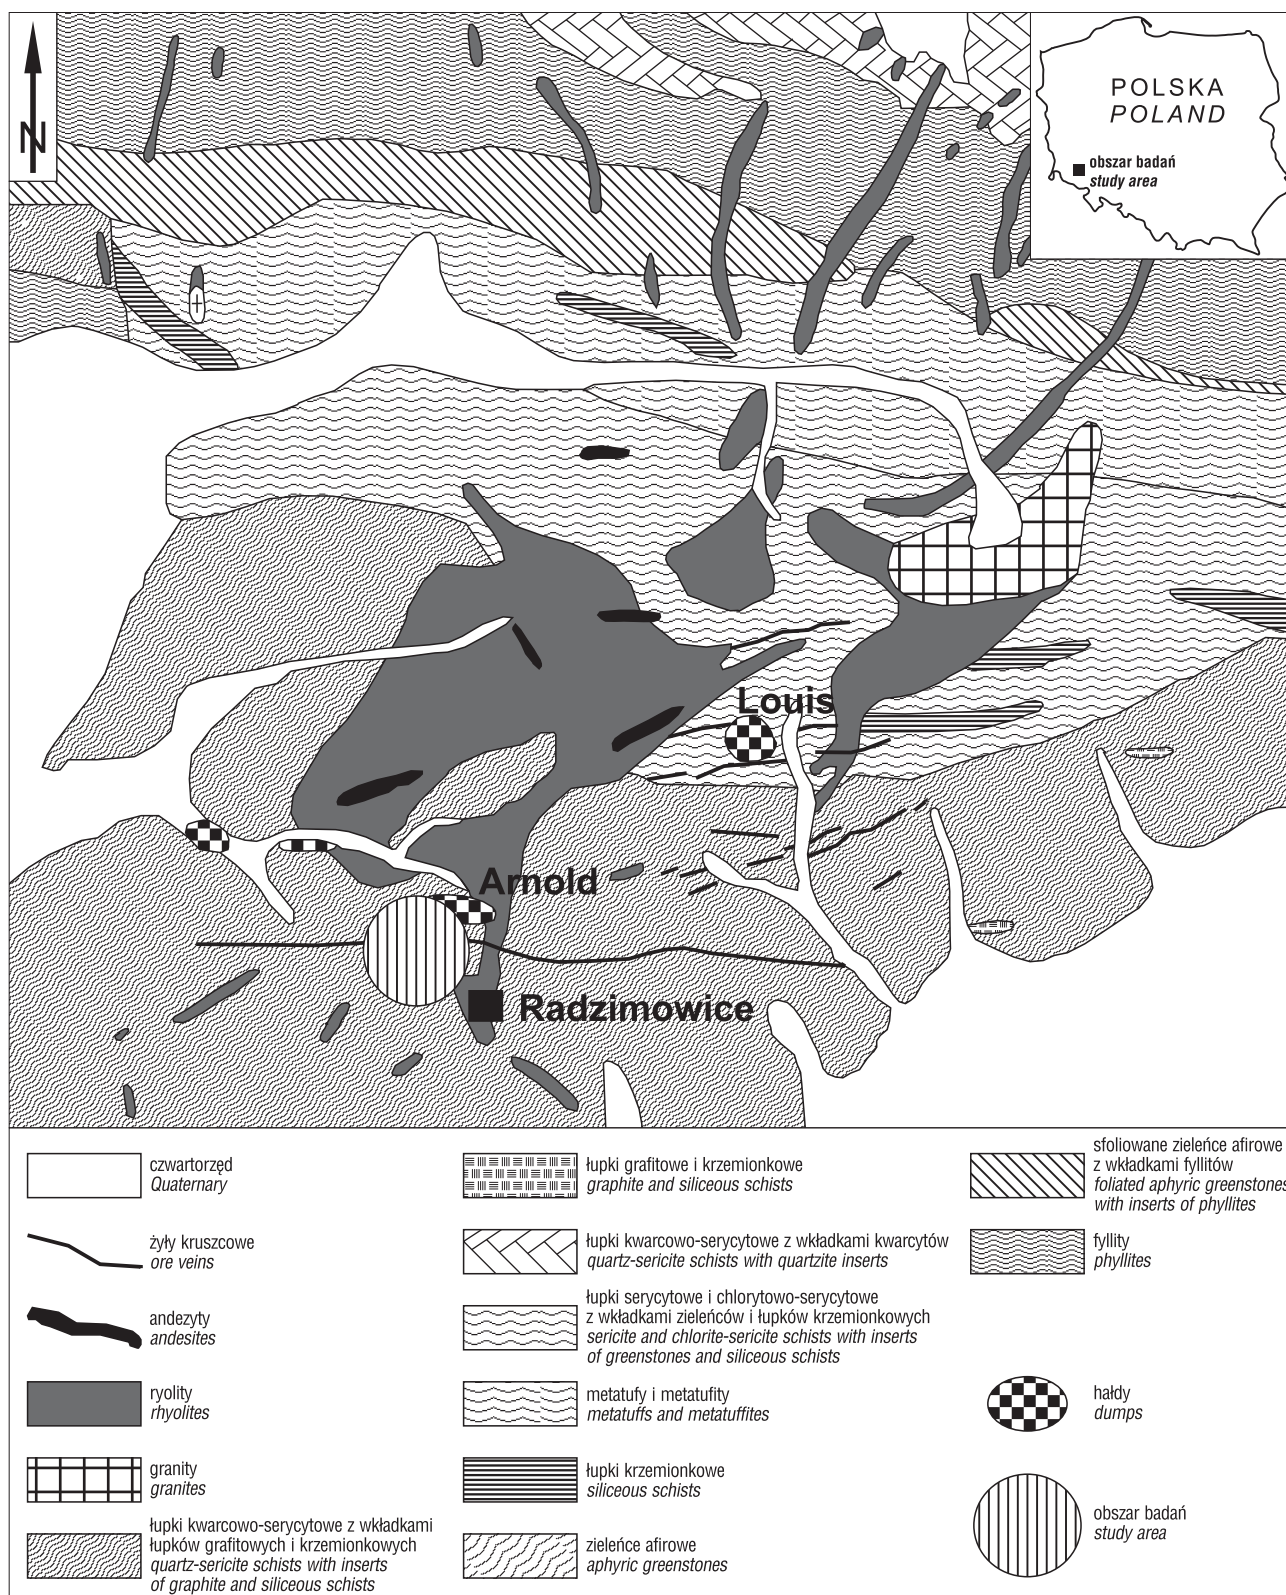 N
POLSKA
POLAND
obszar badań
study area
Louis
Arnold
Radzimowice
czwartorzęd
Quaternary
żyły kruszcowe
ore veins
andezyty
andesites
ryolity
rhyolites
granity
granites
łupki kwarcowo-serycytowe z wkładkami
łupków grafitowych i krzemionkowych
quartz-sericite schists with inserts
of graphite and siliceous schists
łupki grafitowe i krzemionkowe
graphite and siliceous schists
łupki kwarcowo-serycytowe z wkładkami kwarcytów
quartz-sericite schists with quartzite inserts
łupki serycytowe i chlorytowo-serycytowe
z wkładkami zieleńców i łupków krzemionkowych
sericite and chlorite-sericite schists with inserts
of greenstones and siliceous schists
metatufy i metatufity
metatuffs and metatuffites
łupki krzemionkowe
siliceous schists
zieleńce afirowe
aphyric greenstones
sfoliowane zieleńce afirowe
z wkładkami fyllitów
foliated aphyric greenstones
with inserts of phyllites
fyllity
phyllites
hałdy
dumps
obszar badań
study area